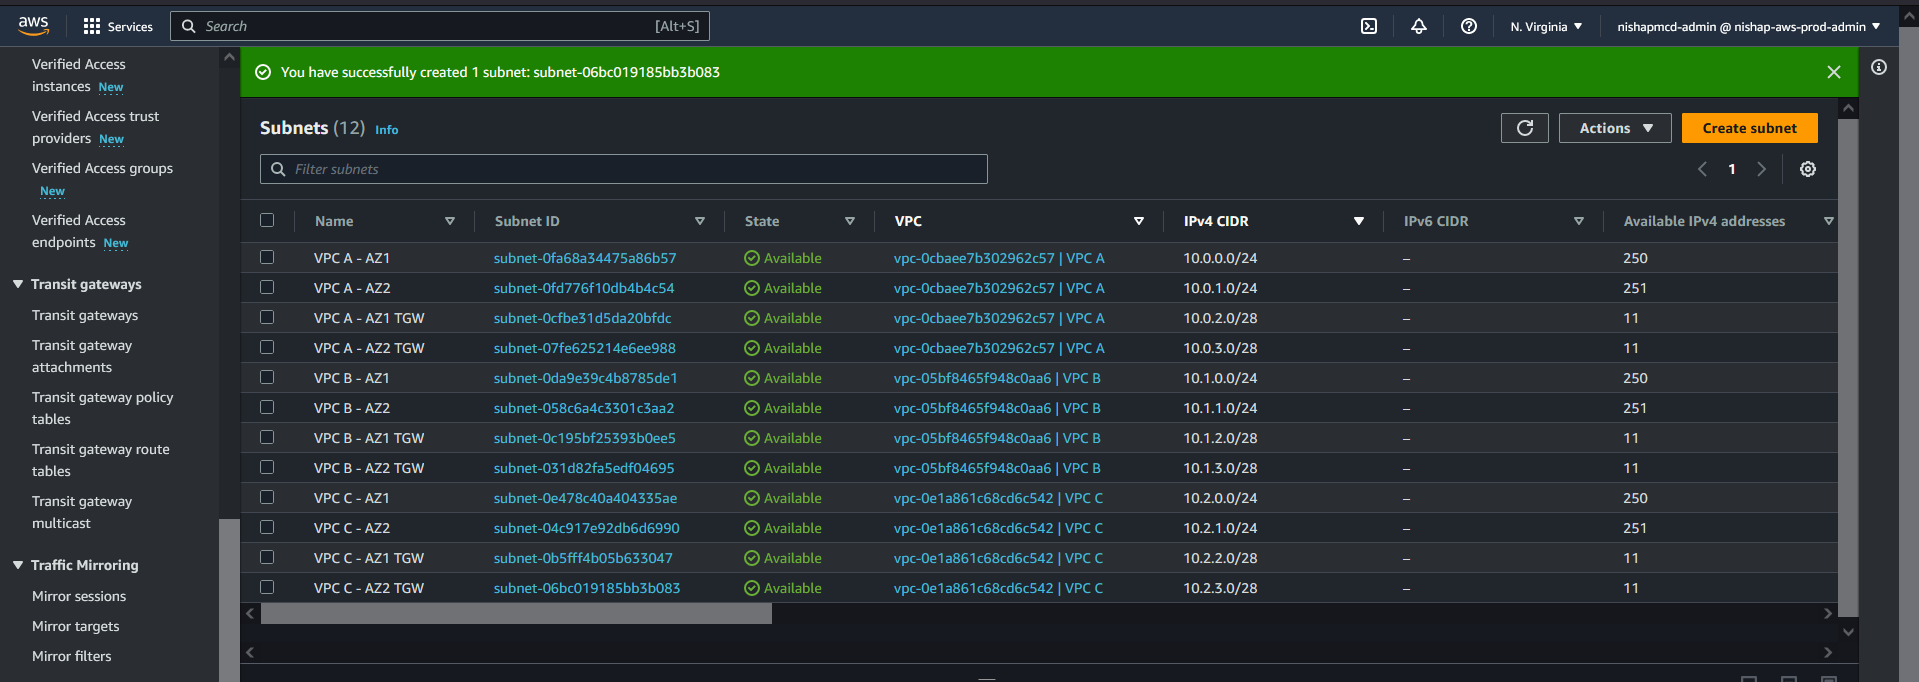 aws Services Search [Alt+S] N. Virginia nishapmcd-admin @ nishap-aws-prod-admin
Verified Access
instances New
Verified Access trust
providers New
Verified Access groups
New
Verified Access
endpoints New
Transit gateways
Transit gateways
Transit gateway
attachments
Transit gateway policy
tables
Transit gateway route
tables
Transit gateway
multicast
Traffic Mirroring
Mirror sessions
Mirror targets
Mirror filters
You have successfully created 1 subnet: subnet-06bc019185bb3b083
Subnets (12) Info Actions Create subnet
Filter subnets 1
Name Subnet ID State VPC IPv4 CIDR IPv6 CIDR Available IPv4 addresses
VPC A - AZ1 subnet-0fa68a34475a86b57 Available vpc-0cbaee7b302962c57 | VPC A 10.0.0.0/24 – 250
VPC A - AZ2 subnet-0fd776f10db4b4c54 Available vpc-0cbaee7b302962c57 | VPC A 10.0.1.0/24 – 251
VPC A - AZ1 TGW subnet-0cfbe31d5da20bfdc Available vpc-0cbaee7b302962c57 | VPC A 10.0.2.0/28 – 11
VPC A - AZ2 TGW subnet-07fe625214e6ee988 Available vpc-0cbaee7b302962c57 | VPC A 10.0.3.0/28 – 11
VPC B - AZ1 subnet-0da9e39c4b8785de1 Available vpc-05bf8465f948c0aa6 | VPC B 10.1.0.0/24 – 250
VPC B - AZ2 subnet-058c6a4c3301c3aa2 Available vpc-05bf8465f948c0aa6 | VPC B 10.1.1.0/24 – 251
VPC B - AZ1 TGW subnet-0c195bf25393b0ee5 Available vpc-05bf8465f948c0aa6 | VPC B 10.1.2.0/28 – 11
VPC B - AZ2 TGW subnet-031d82fa5edf04695 Available vpc-05bf8465f948c0aa6 | VPC B 10.1.3.0/28 – 11
VPC C - AZ1 subnet-0e478c40a404335ae Available vpc-0e1a861c68cd6c542 | VPC C 10.2.0.0/24 – 250
VPC C - AZ2 subnet-04c917e92db6d6990 Available vpc-0e1a861c68cd6c542 | VPC C 10.2.1.0/24 – 251
VPC C - AZ1 TGW subnet-0b5fff4b05b633047 Available vpc-0e1a861c68cd6c542 | VPC C 10.2.2.0/28 – 11
VPC C - AZ2 TGW subnet-06bc019185bb3b083 Available vpc-0e1a861c68cd6c542 | VPC C 10.2.3.0/28 – 11